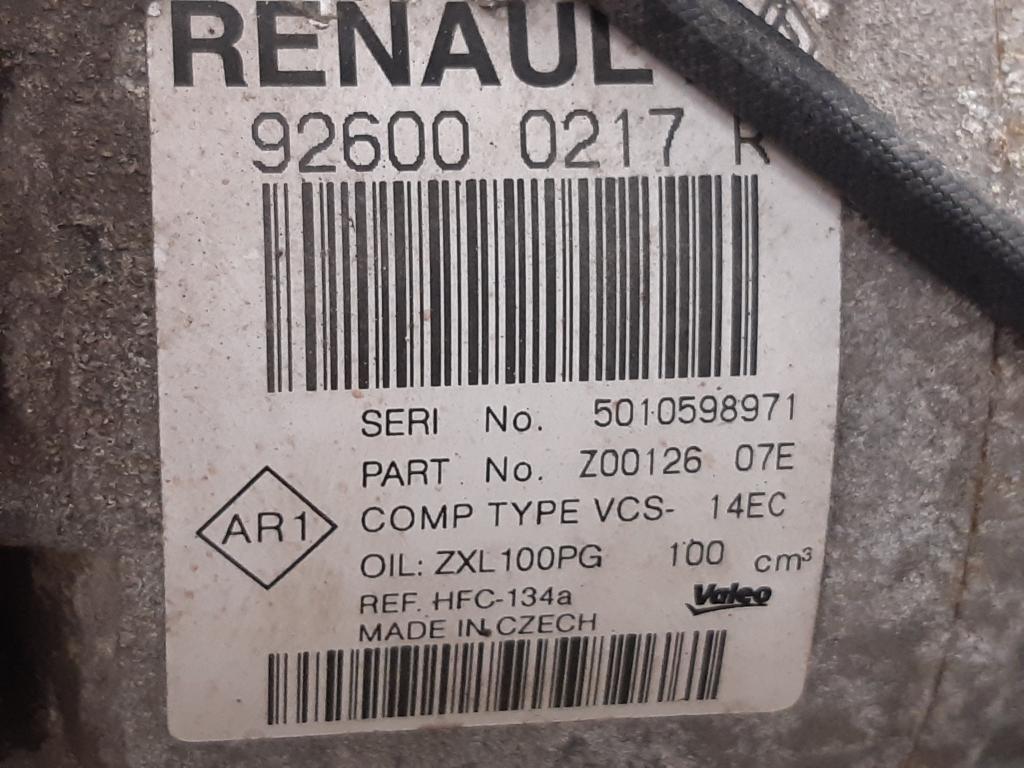 RENAUL
92600 0217 R
SERI No. 5010598971
PART No. Z00126 07E
AR1
COMP TYPE VCS- 14EC
OIL: ZXL100PG 100 cm³
REF. HFC-134a
Valeo
MADE IN CZECH